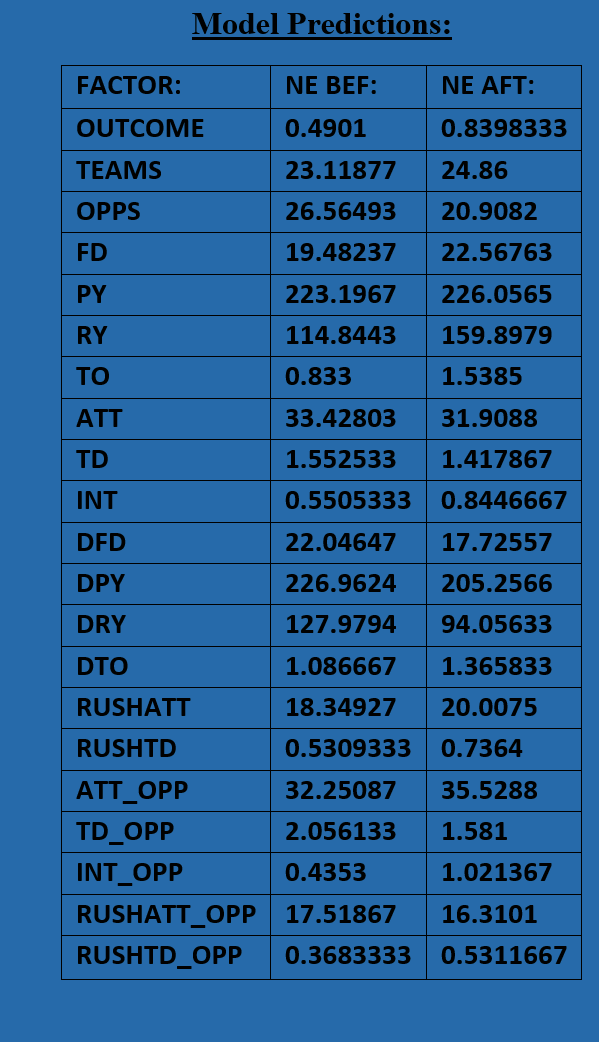 Model Predictions:
FACTOR: NE BEF: NE AFT:
OUTCOME 0.4901 0.8398333
TEAMS 23.11877 24.86
OPPS 26.56493 20.9082
FD 19.48237 22.56763
PY 223.1967 226.0565
RY 114.8443 159.8979
TO 0.833 1.5385
ATT 33.42803 31.9088
TD 1.552533 1.417867
INT 0.5505333 0.8446667
DFD 22.04647 17.72557
DPY 226.9624 205.2566
DRY 127.9794 94.05633
DTO 1.086667 1.365833
RUSHATT 18.34927 20.0075
RUSHTD 0.5309333 0.7364
ATT_OPP 32.25087 35.5288
TD_OPP 2.056133 1.581
INT_OPP 0.4353 1.021367
RUSHATT_OPP 17.51867 16.3101
RUSHTD_OPP 0.3683333 0.5311667